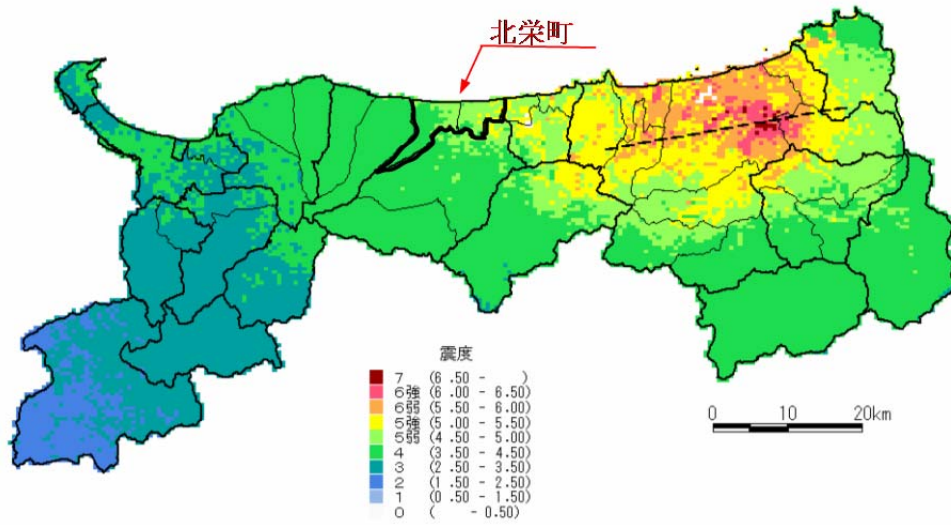 北栄町
震度
7 (6.50 - )
6強 (6.00 - 6.50)
6弱 (5.50 - 6.00)
5強 (5.00 - 5.50)
5弱 (4.50 - 5.00)
4 (3.50 - 4.50)
3 (2.50 - 3.50)
2 (1.50 - 2.50)
1 (0.50 - 1.50)
0 ( - 0.50)
0 10 20km